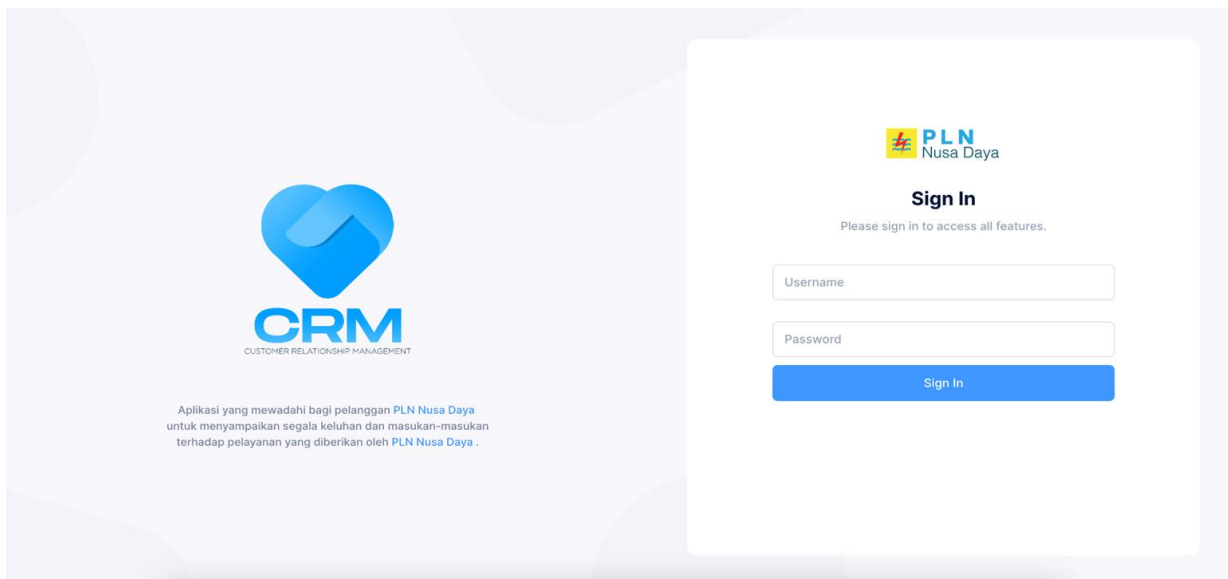 CRM
CUSTOMER RELATIONSHIP MANAGEMENT
Aplikasi yang mewadahi bagi pelanggan PLN Nusa Daya
untuk menyampaikan segala keluhan dan masukan-masukan
terhadap pelayanan yang diberikan oleh PLN Nusa Daya .
PLN
Nusa Daya
Sign In
Please sign in to access all features.
Username
Password
Sign In